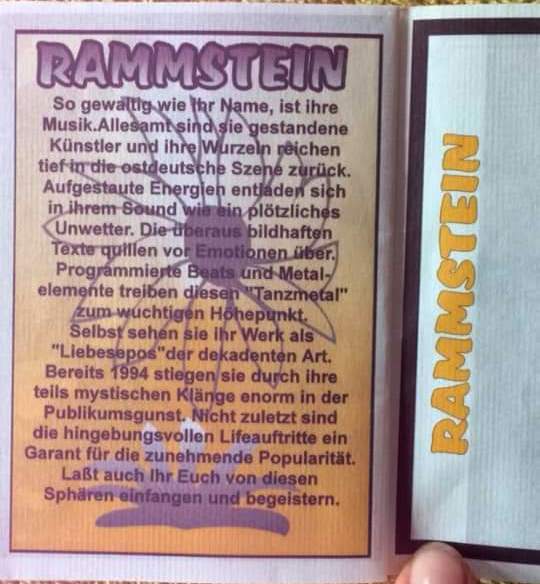 RAMMSTEIN
So gewaltig wie Ihr Name, ist ihre
Musik.Allesamt sind sie gestandene
Künstler und ihre Wurzeln reichen
tief in die ostdeutsche Szene zurück.
Aufgestaute Energien entladen sich
in ihrem Sound wie ein plötzliches
Unwetter. Die überaus bildhaften
Texte quillen vor Emotionen über.
Programmierte Beats und Metal-
elemente treiben diesen "Tanzmetal"
zum wuchtigen Höhepunkt.
Selbst sehen sie ihr Werk als
"Liebesepos"der dekadenten Art.
Bereits 1994 stiegen sie durch ihre
teils mystischen Klänge enorm in der
Publikumsgunst. Nicht zuletzt sind
die hingebungsvollen Lifeauftritte ein
Garant für die zunehmende Popularität.
Laßt auch Ihr Euch von diesen
Sphären einfangen und begeistern.
RAMMSTEIN